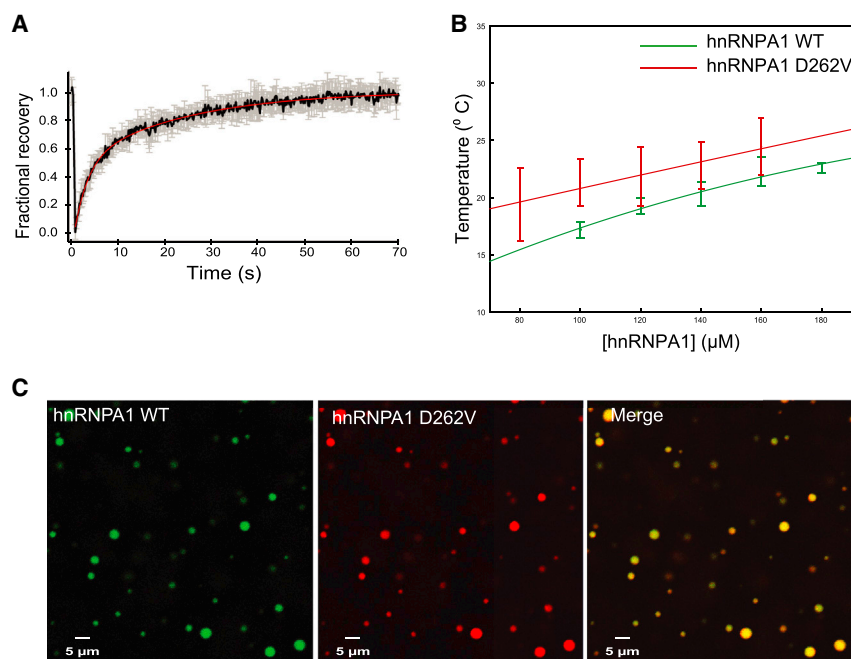 A
Fractional recovery
1.0
0.8
0.6
0.4
0.2
0.0
0 10 20 30 40 50 60 70
Time (s)
B
hnRNPA1 WT
hnRNPA1 D262V
Temperature (⁰ C)
35
30
25
20
15
10
80 100 120 140 160 180
[hnRNPA1] (µM)
C
hnRNPA1 WT
hnRNPA1 D262V
Merge
5 µm
5 µm
5 µm